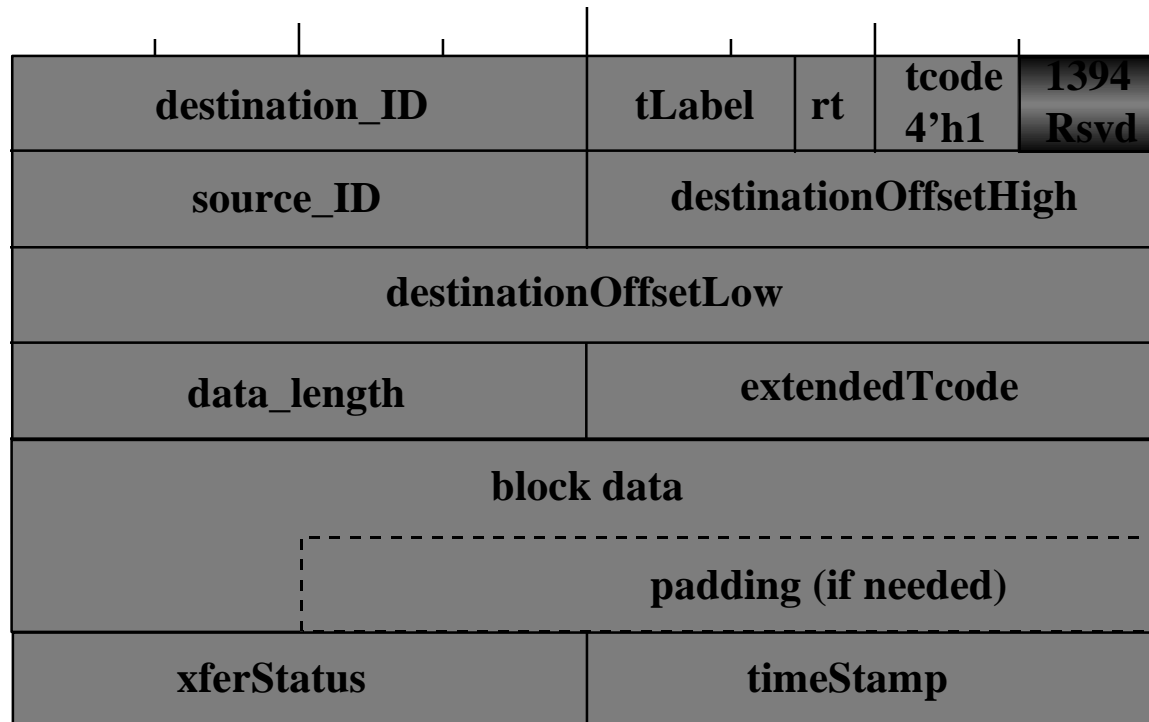 destination_ID
tLabel
rt
tcode
4’h1
1394
Rsvd
source_ID
destinationOffsetHigh
destinationOffsetLow
data_length
extendedTcode
block data
padding (if needed)
xferStatus
timeStamp